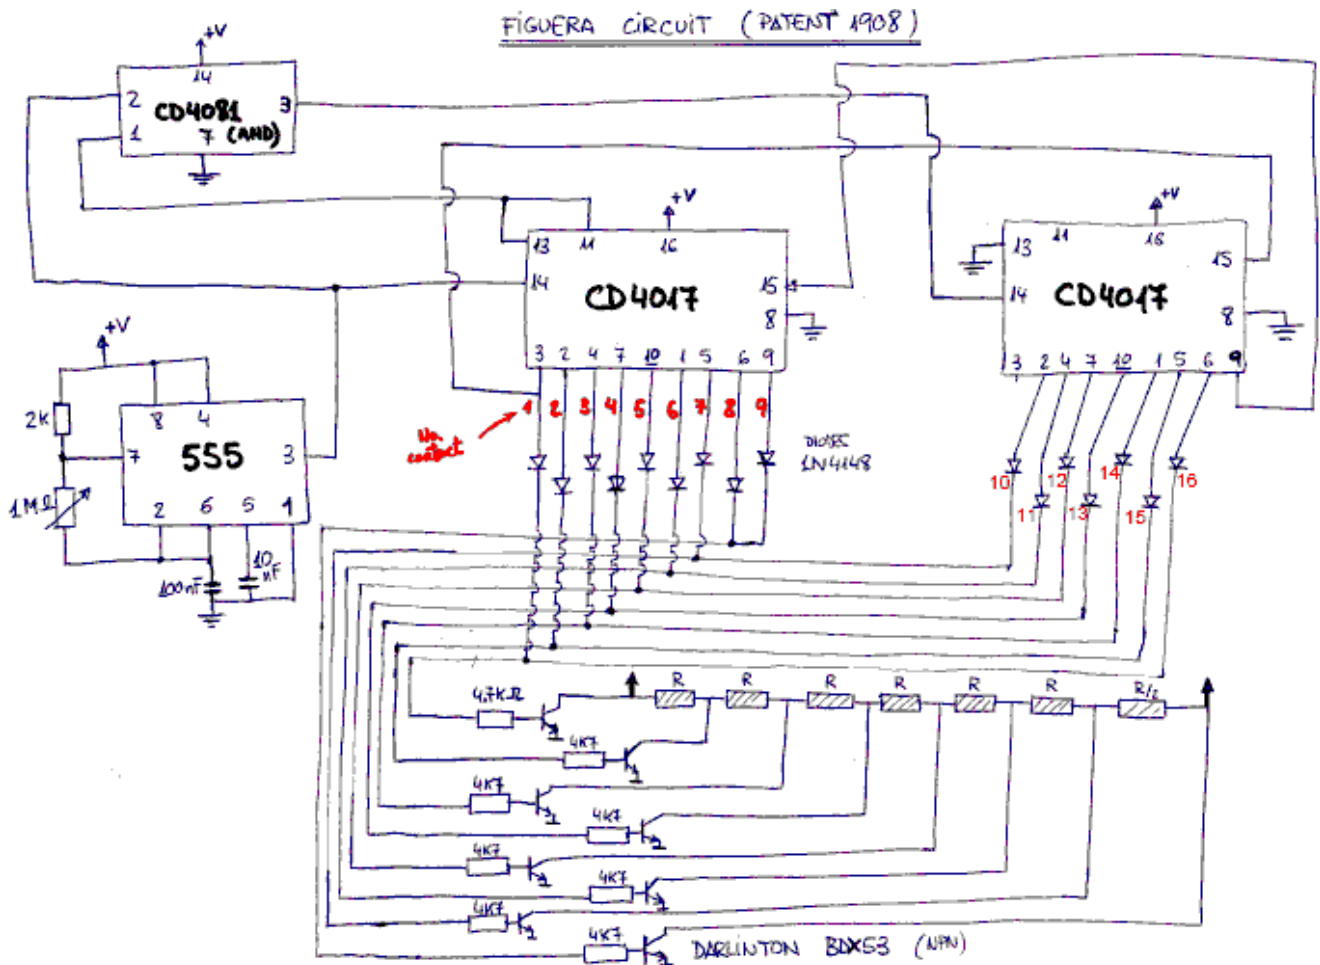 FIGUERA CIRCUIT (PATENT 1908)
+V
14
2
CD4081
3
1
7 (AND)
+V
13
11
16
14
CD4017
15
8
3 2 4 7 10 1 5 6 9
+V
13
11
16
15
14
CD4017
8
3 2 4 7 10 1 5 6 9
1 2 3 4 5 6 7 8 9
No
contact
DIODES
1N4148
10 11 12 13 14 15 16
+V
2K
8
4
7
555
3
1MΩ
2
6
5
1
100nF
10
nF
4.7KΩ
R R R R R R R/2
4K7
4K7
4K7
4K7
4K7
4K7
4K7
DARLINTON BDX53 (NPN)